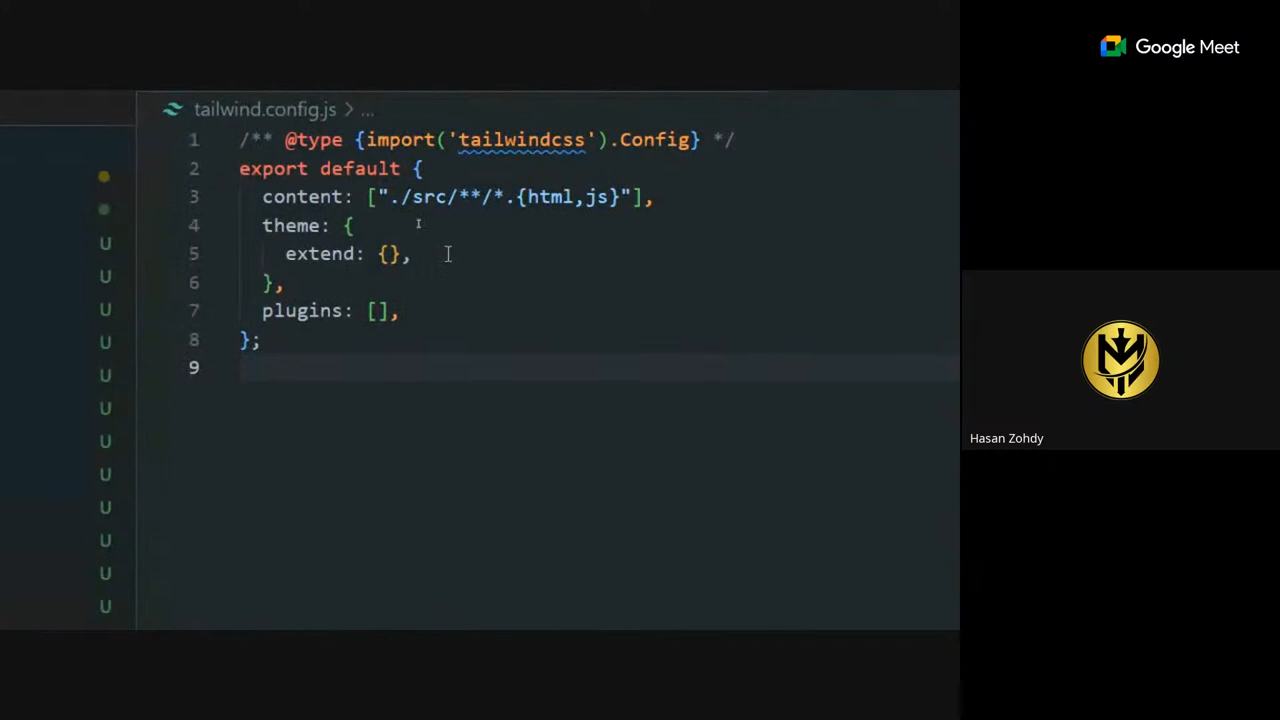 Google Meet
tailwind.config.js > ...
1 /** @type {import('tailwindcss').Config} */
2 export default {
3 content: ["./src/**/*.{html,js}"],
4 theme: {
5 extend: {},
6 },
7 plugins: [],
8 };
9
U
U
U
U
U
U
U
U
U
U
U
U
Hasan Zohdy